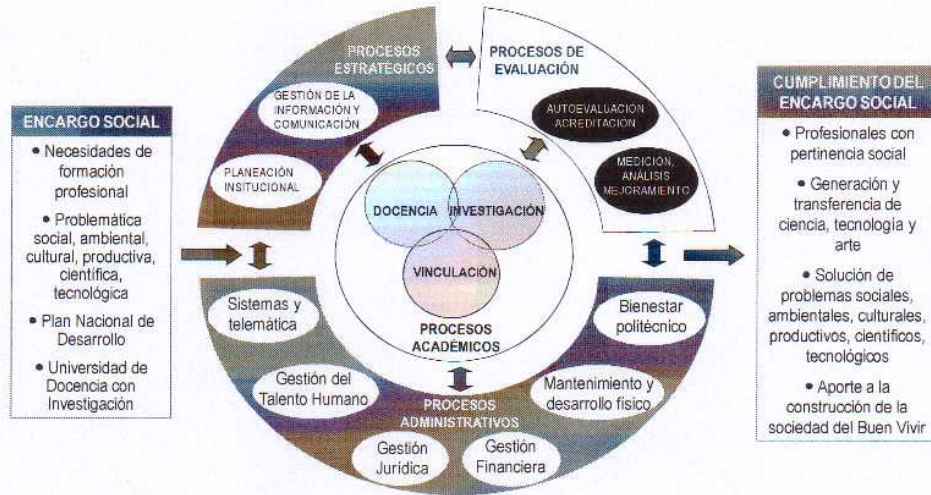 ENCARGO SOCIAL
• Necesidades de
formación
profesional
• Problemática
social, ambiental,
cultural, productiva,
científica,
tecnológica
• Plan Nacional de
Desarrollo
• Universidad de
Docencia con
Investigación
PROCESOS
ESTRATÉGICOS
GESTIÓN DE LA
INFORMACIÓN Y
COMUNICACIÓN
PLANEACIÓN
INSITUCIONAL
PROCESOS DE
EVALUACIÓN
AUTOEVALUACIÓN
ACREDITACIÓN
MEDICIÓN,
ANÁLISIS
MEJORAMIENTO
DOCENCIA
INVESTIGACIÓN
VINCULACIÓN
PROCESOS
ACADÉMICOS
Sistemas y
telemática
Gestión del
Talento Humano
PROCESOS
ADMINISTRATIVOS
Gestión
Jurídica
Gestión
Financiera
Mantenimiento y
desarrollo físico
Bienestar
politécnico
CUMPLIMIENTO DEL
ENCARGO SOCIAL
• Profesionales con
pertinencia social
• Generación y
transferencia de
ciencia, tecnología y
arte
• Solución de
problemas sociales,
ambientales, culturales,
productivos, científicos,
tecnológicos
• Aporte a la
construcción de la
sociedad del Buen Vivir